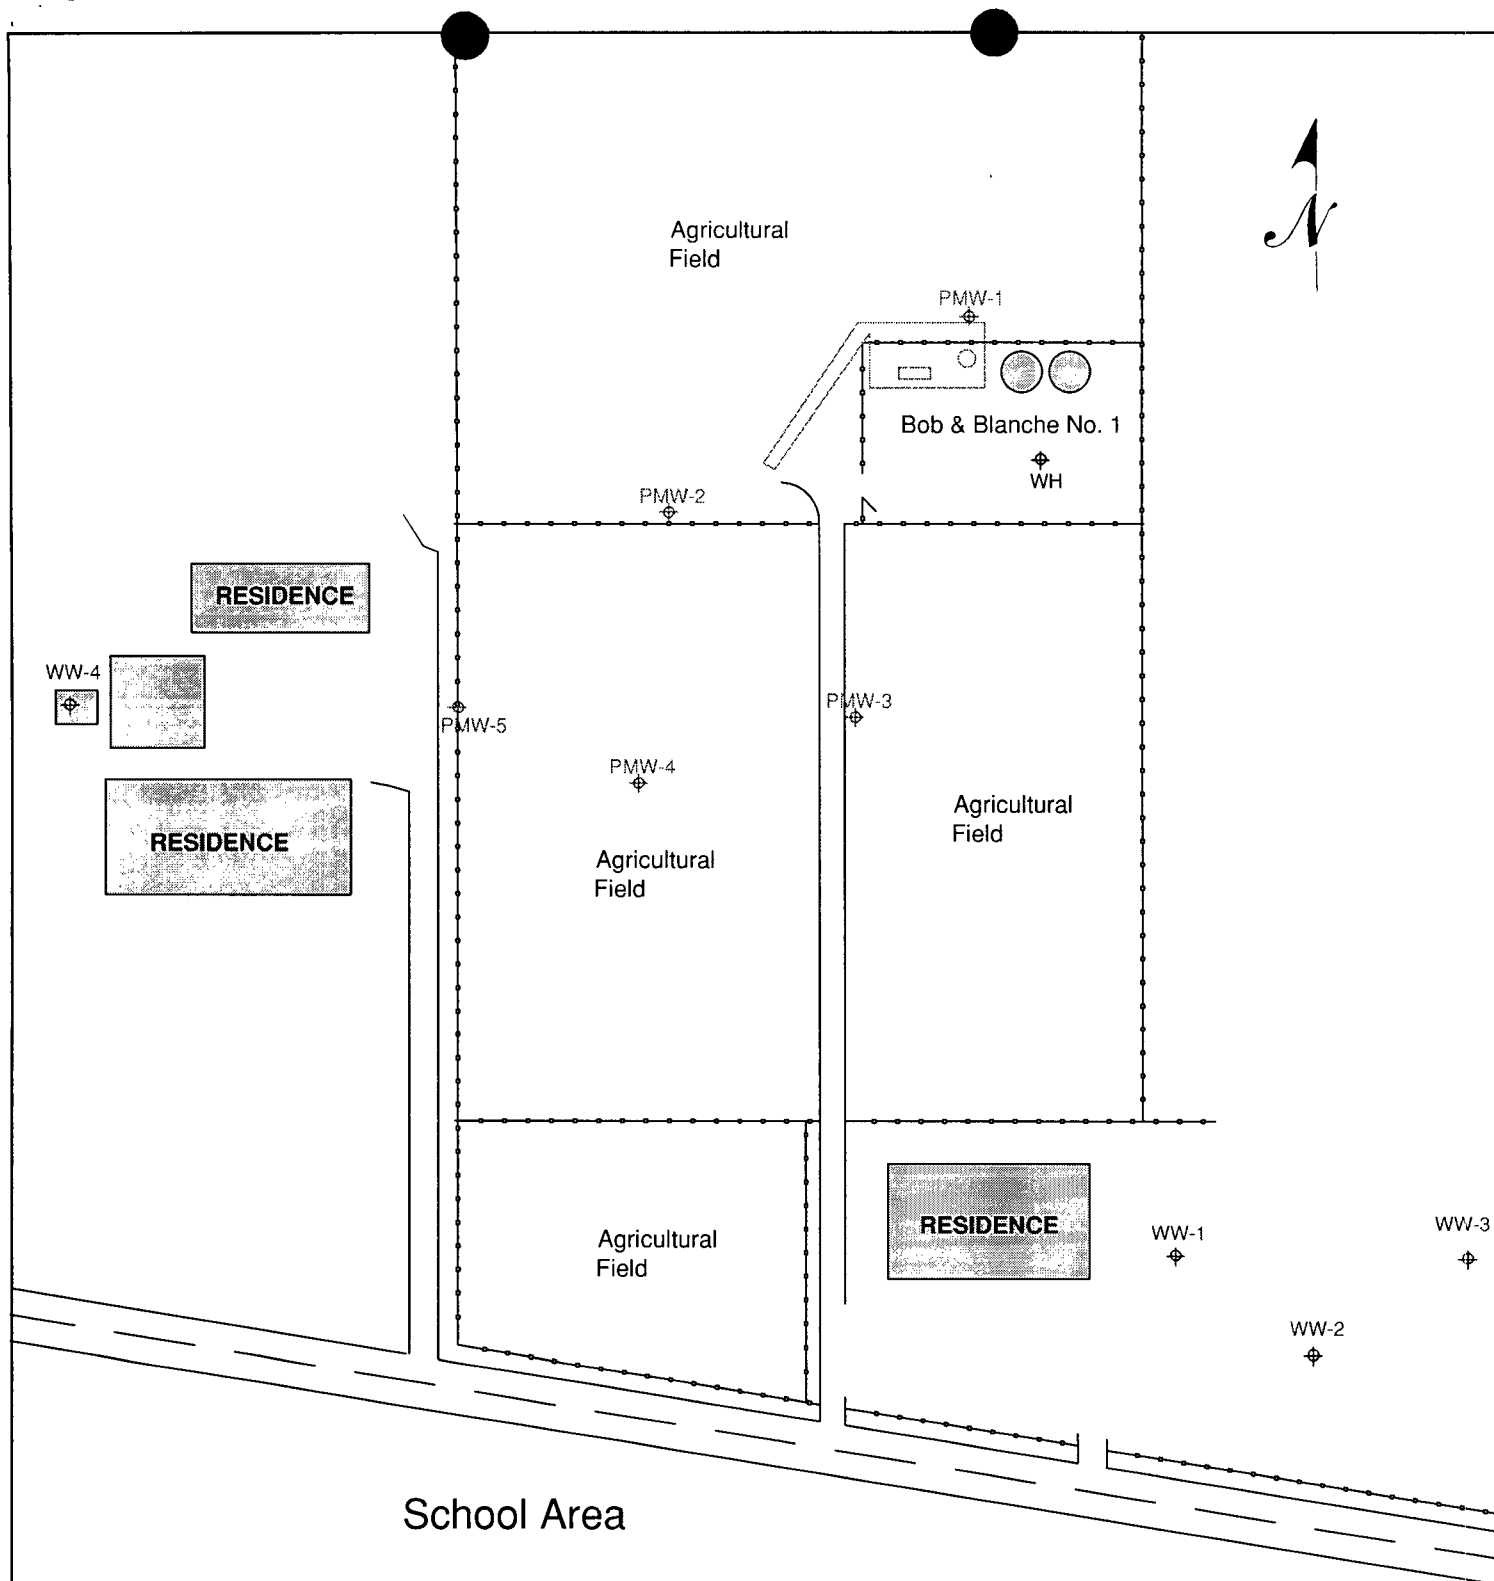 Agricultural
Field
N
PMW-1
Bob & Blanche No. 1
WH
PMW-2
RESIDENCE
WW-4
PMW-5
PMW-3
PMW-4
RESIDENCE
Agricultural
Field
Agricultural
Field
RESIDENCE
WW-1
WW-3
Agricultural
Field
WW-2
School Area